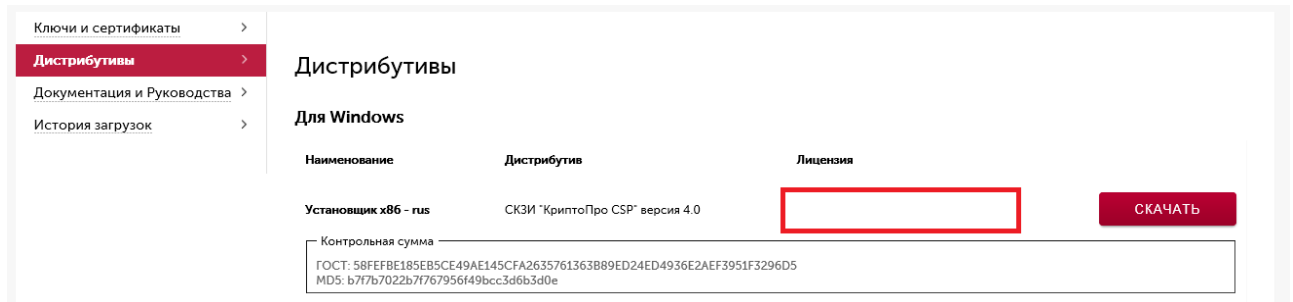 Ключи и сертификаты
Дистрибутивы
Документация и Руководства
История загрузок
Дистрибутивы
Для Windows
Наименование Дистрибутив Лицензия
Установщик x86 - rus СКЗИ "КриптоПро CSP" версия 4.0 СКАЧАТЬ
Контрольная сумма
ГОСТ: 58FEFBE185EB5CE49AE145CFA2635761363B89ED24ED4936E2AEF3951F3296D5
MD5: b7f7b7022b7f767956f49bcc3d6b3d0e